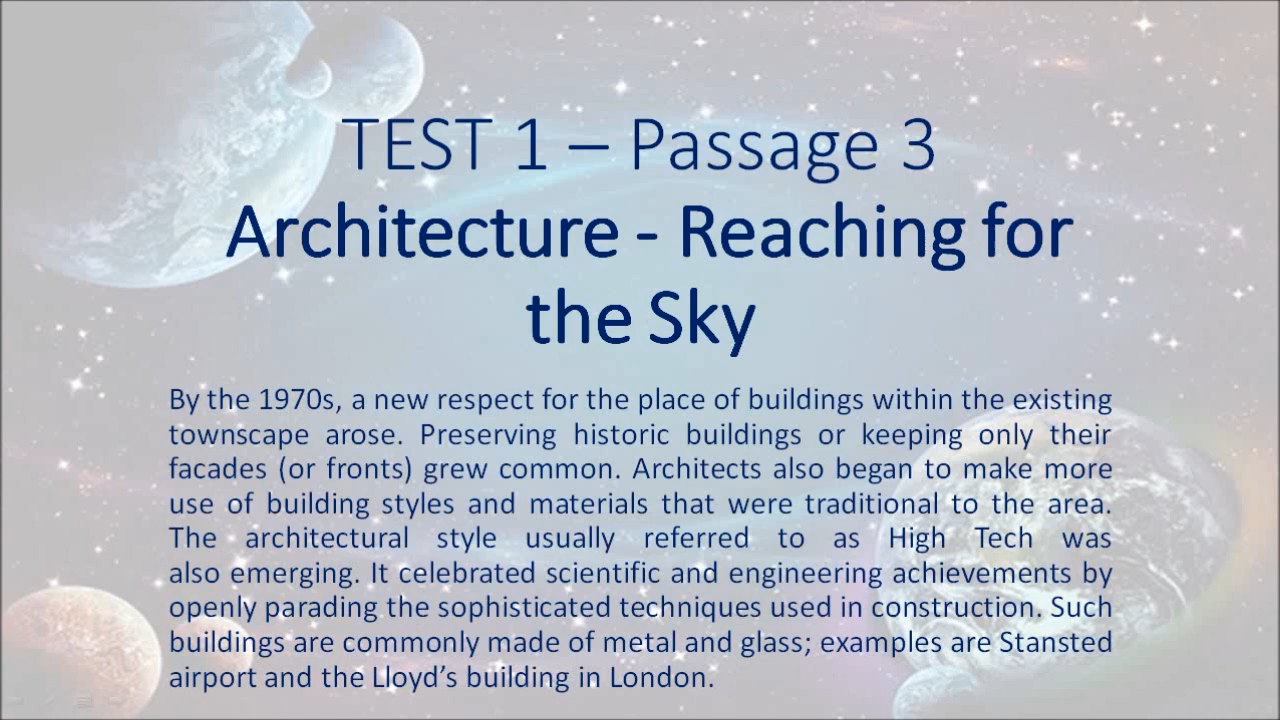 TEST 1 – Passage 3
Architecture - Reaching for
the Sky
By the 1970s, a new respect for the place of buildings within the existing
townscape arose. Preserving historic buildings or keeping only their
facades (or fronts) grew common. Architects also began to make more
use of building styles and materials that were traditional to the area.
The architectural style usually referred to as High Tech was
also emerging. It celebrated scientific and engineering achievements by
openly parading the sophisticated techniques used in construction. Such
buildings are commonly made of metal and glass; examples are Stansted
airport and the Lloyd’s building in London.